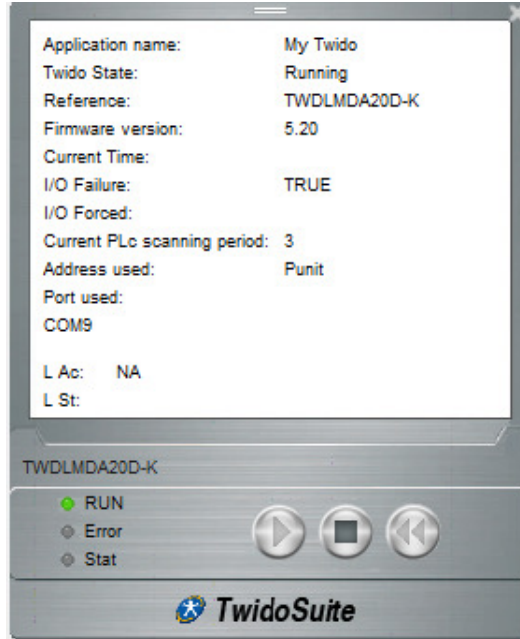 Application name: My Twido
Twido State: Running
Reference: TWDLMDA20D-K
Firmware version: 5.20
Current Time:
I/O Failure: TRUE
I/O Forced:
Current PLc scanning period: 3
Address used: Punit
Port used:
COM9
L Ac: NA
L St:
TWDLMDA20D-K
RUN
Error
Stat
TwidoSuite